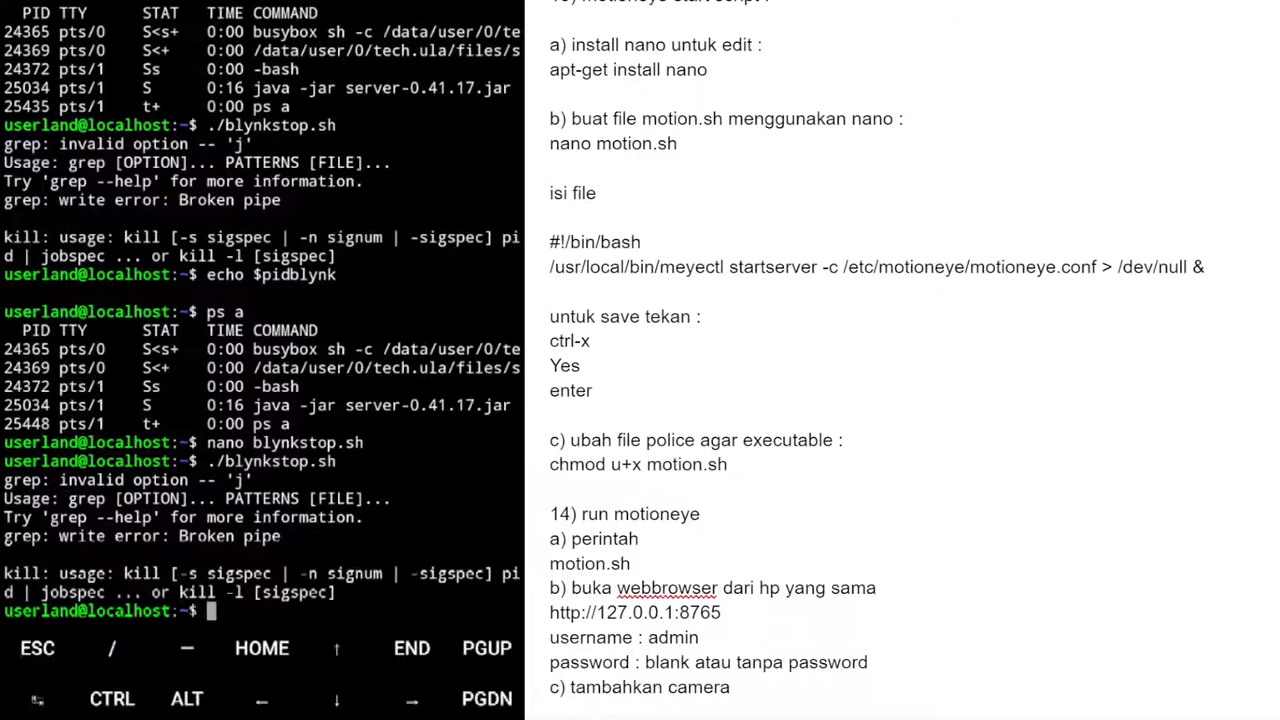 PID TTY STAT TIME COMMAND
24365 pts/0 S<s+ 0:00 busybox sh -c /data/user/0/te
24369 pts/0 S<+ 0:00 /data/user/0/tech.ula/files/s
24372 pts/1 Ss 0:00 -bash
25034 pts/1 S 0:16 java -jar server-0.41.17.jar
25435 pts/1 t+ 0:00 ps a
userland@localhost:~$ ./blynkstop.sh
grep: invalid option -- 'j'
Usage: grep [OPTION]... PATTERNS [FILE]...
Try 'grep --help' for more information.
grep: write error: Broken pipe
kill: usage: kill [-s sigspec | -n signum | -sigspec] pi
d | jobspec ... or kill -l [sigspec]
userland@localhost:~$ echo $pidblynk
userland@localhost:~$ ps a
PID TTY STAT TIME COMMAND
24365 pts/0 S<s+ 0:00 busybox sh -c /data/user/0/te
24369 pts/0 S<+ 0:00 /data/user/0/tech.ula/files/s
24372 pts/1 Ss 0:00 -bash
25034 pts/1 S 0:16 java -jar server-0.41.17.jar
25448 pts/1 t+ 0:00 ps a
userland@localhost:~$ nano blynkstop.sh
userland@localhost:~$ ./blynkstop.sh
grep: invalid option -- 'j'
Usage: grep [OPTION]... PATTERNS [FILE]...
Try 'grep --help' for more information.
grep: write error: Broken pipe
kill: usage: kill [-s sigspec | -n signum | -sigspec] pi
d | jobspec ... or kill -l [sigspec]
userland@localhost:~$
ESC / — HOME ↑ END PGUP
CTRL ALT ← ↓ → PGDN
a) install nano untuk edit :
apt-get install nano
b) buat file motion.sh menggunakan nano :
nano motion.sh
isi file
#!/bin/bash
/usr/local/bin/meyectl startserver -c /etc/motioneye/motioneye.conf > /dev/null &
untuk save tekan :
ctrl-x
Yes
enter
c) ubah file police agar executable :
chmod u+x motion.sh
14) run motioneye
a) perintah
motion.sh
b) buka webbrowser dari hp yang sama
http://127.0.0.1:8765
username : admin
password : blank atau tanpa password
c) tambahkan camera